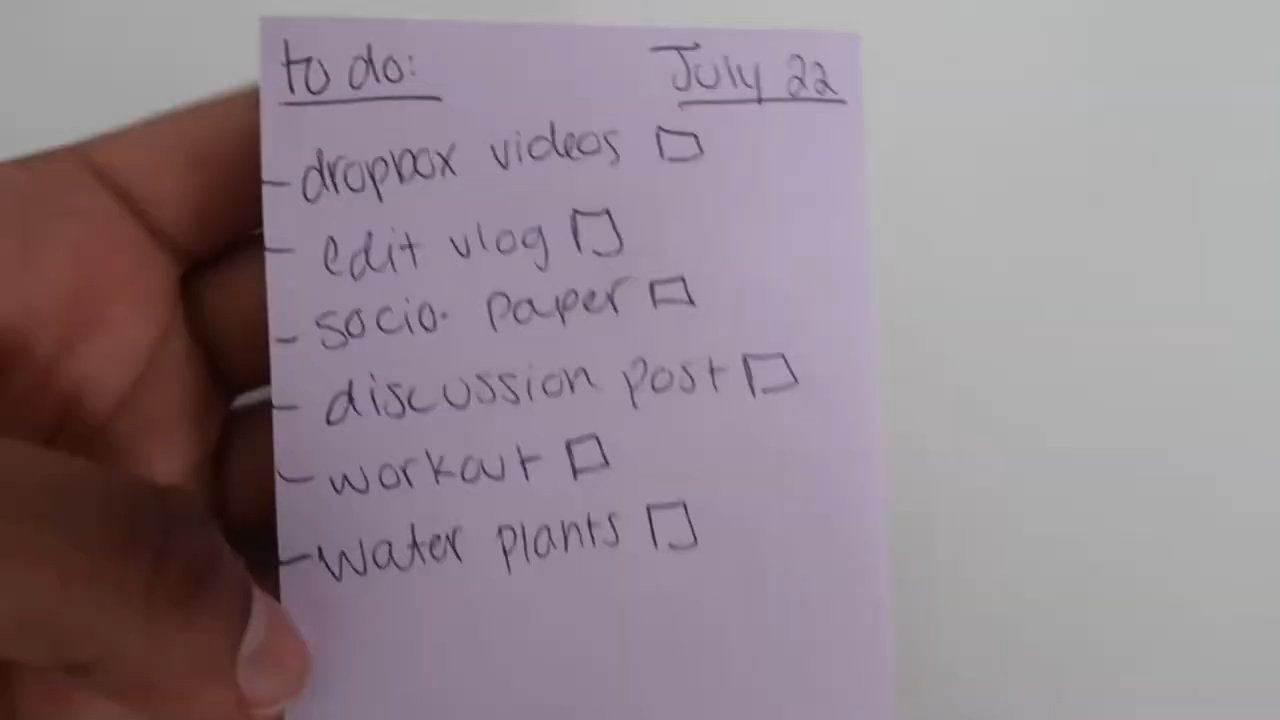 to do: July 22
- dropbox videos
- edit vlog
- socio. paper
- discussion post
- workout
- water plants